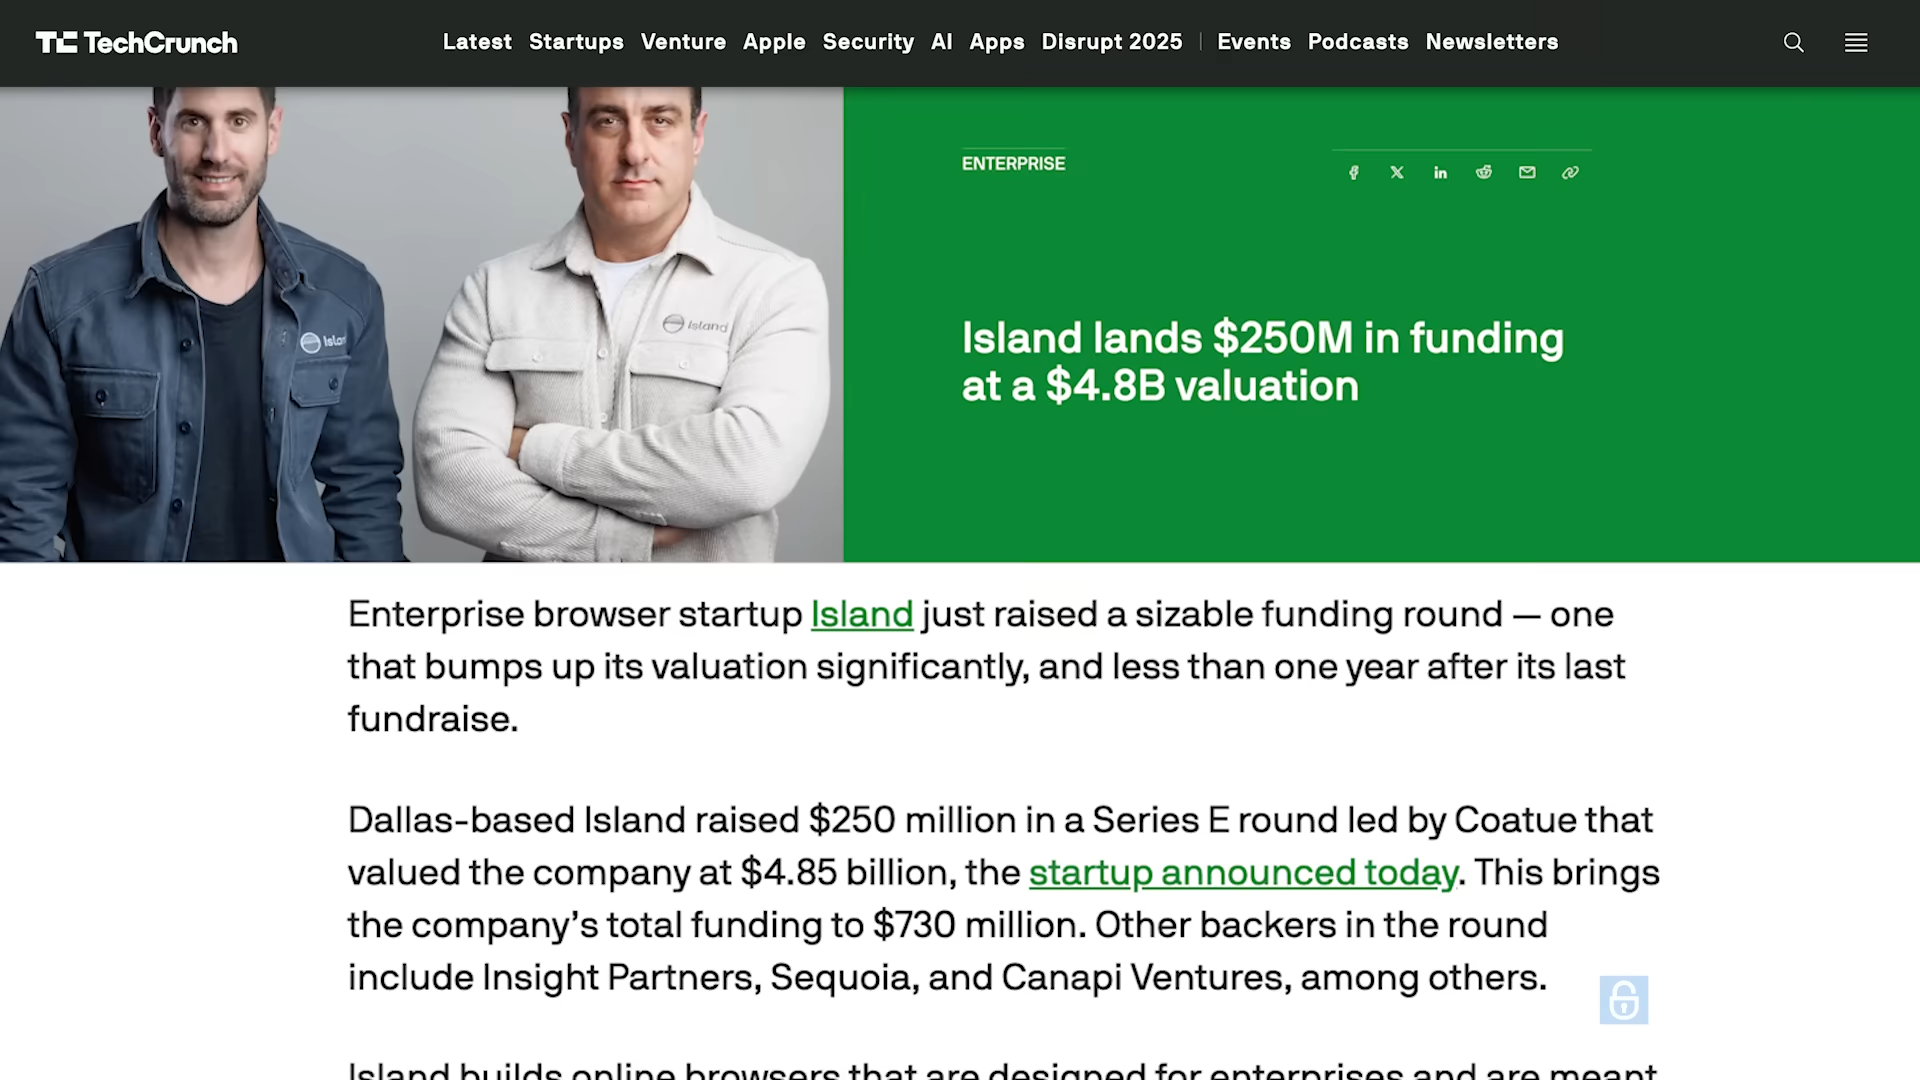 TechCrunch
Latest Startups Venture Apple Security AI Apps Disrupt 2025 | Events Podcasts Newsletters
ENTERPRISE
Island
Island lands $250M in funding
at a $4.8B valuation
Enterprise browser startup Island just raised a sizable funding round — one
that bumps up its valuation significantly, and less than one year after its last
fundraise.
Dallas-based Island raised $250 million in a Series E round led by Coatue that
valued the company at $4.85 billion, the startup announced today. This brings
the company’s total funding to $730 million. Other backers in the round
include Insight Partners, Sequoia, and Canapi Ventures, among others.
Island builds online browsers that are designed for enterprises and are meant